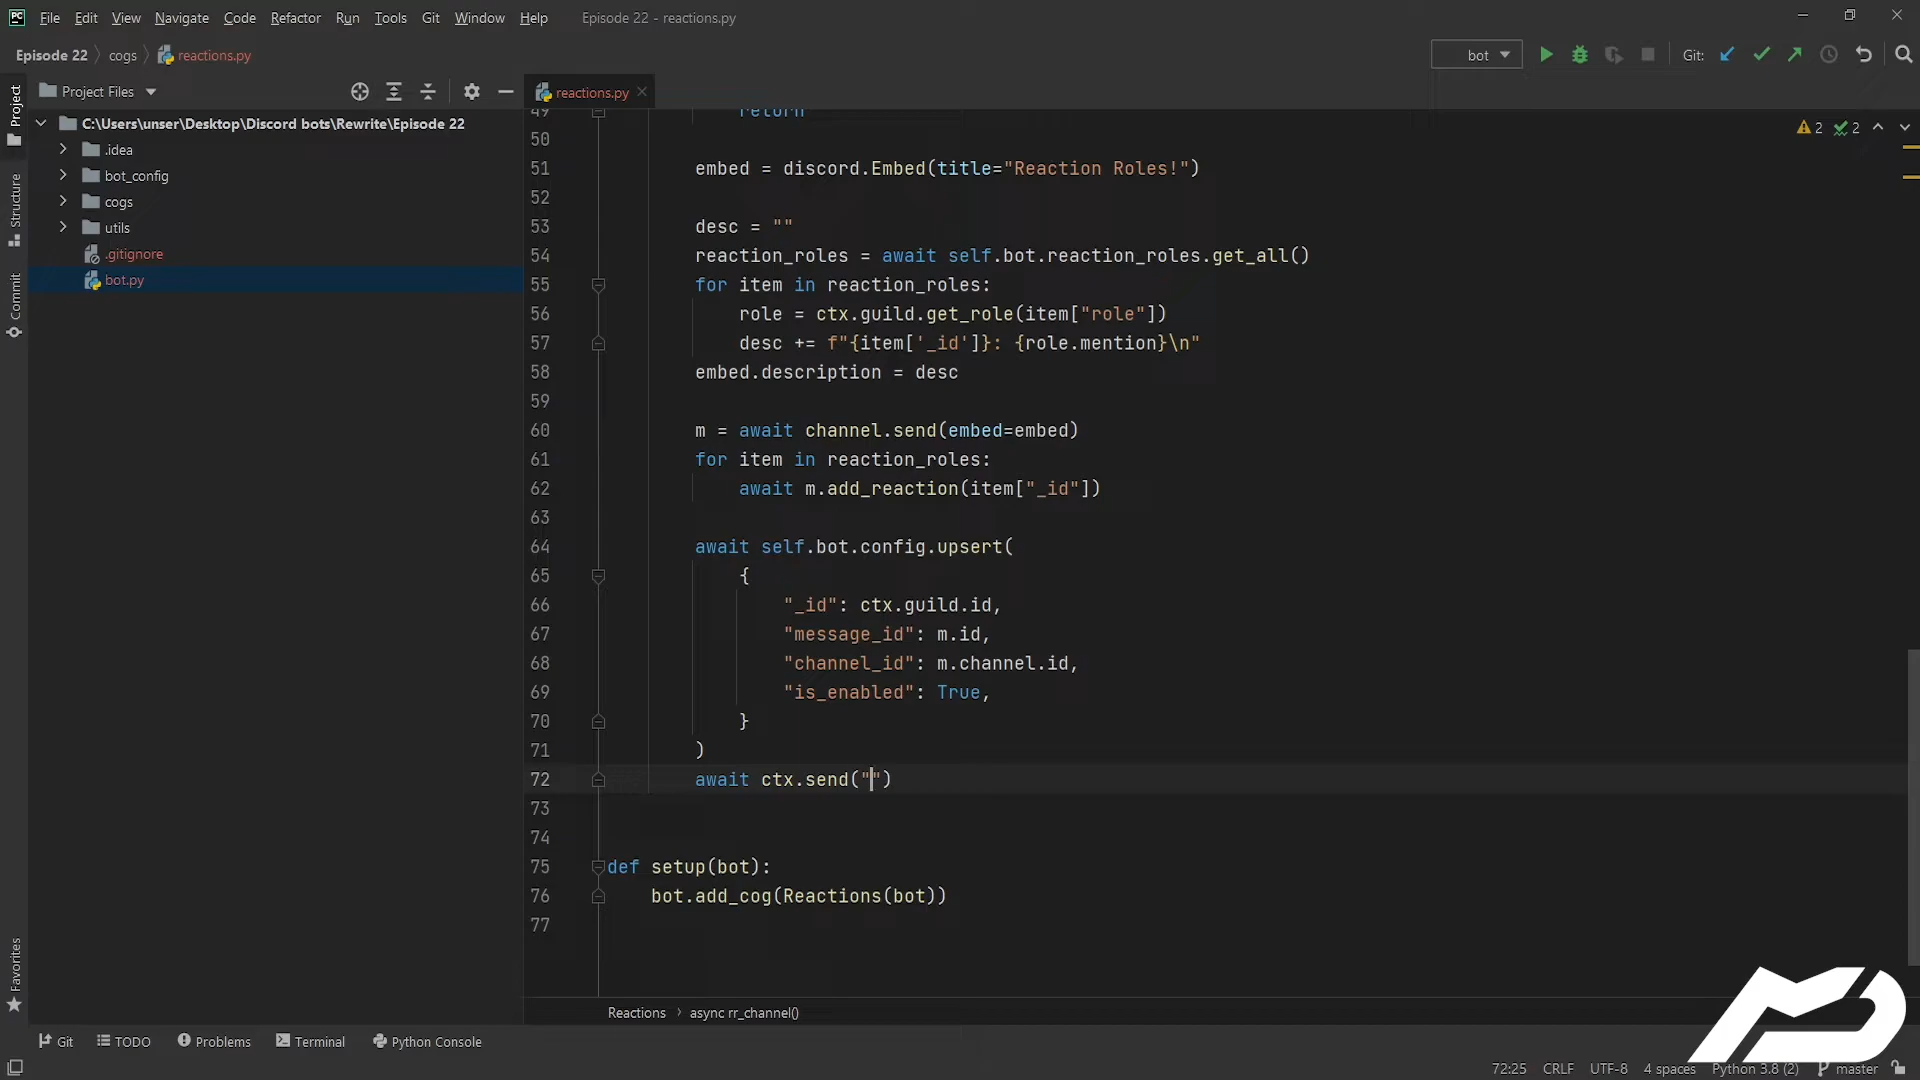 PC File Edit View Navigate Code Refactor Run Tools Git Window Help Episode 22 - reactions.py
Episode 22 cogs reactions.py bot Git:
Project Files
reactions.py
Project
Structure
Commit
Favorites
C:\Users\unser\Desktop\Discord bots\Rewrite\Episode 22
.idea
bot_config
cogs
utils
.gitignore
bot.py
2 2
49 return
50
51 embed = discord.Embed(title="Reaction Roles!")
52
53 desc = ""
54 reaction_roles = await self.bot.reaction_roles.get_all()
55 for item in reaction_roles:
56 role = ctx.guild.get_role(item["role"])
57 desc += f"{item['_id']}: {role.mention}\n"
58 embed.description = desc
59
60 m = await channel.send(embed=embed)
61 for item in reaction_roles:
62 await m.add_reaction(item["_id"])
63
64 await self.bot.config.upsert(
65 {
66 "_id": ctx.guild.id,
67 "message_id": m.id,
68 "channel_id": m.channel.id,
69 "is_enabled": True,
70 }
71 )
72 await ctx.send("")
73
74
75 def setup(bot):
76 bot.add_cog(Reactions(bot))
77
Reactions › async rr_channel()
Git TODO Problems Terminal Python Console
72:25 CRLF UTF-8 4 spaces Python 3.8 (2) master